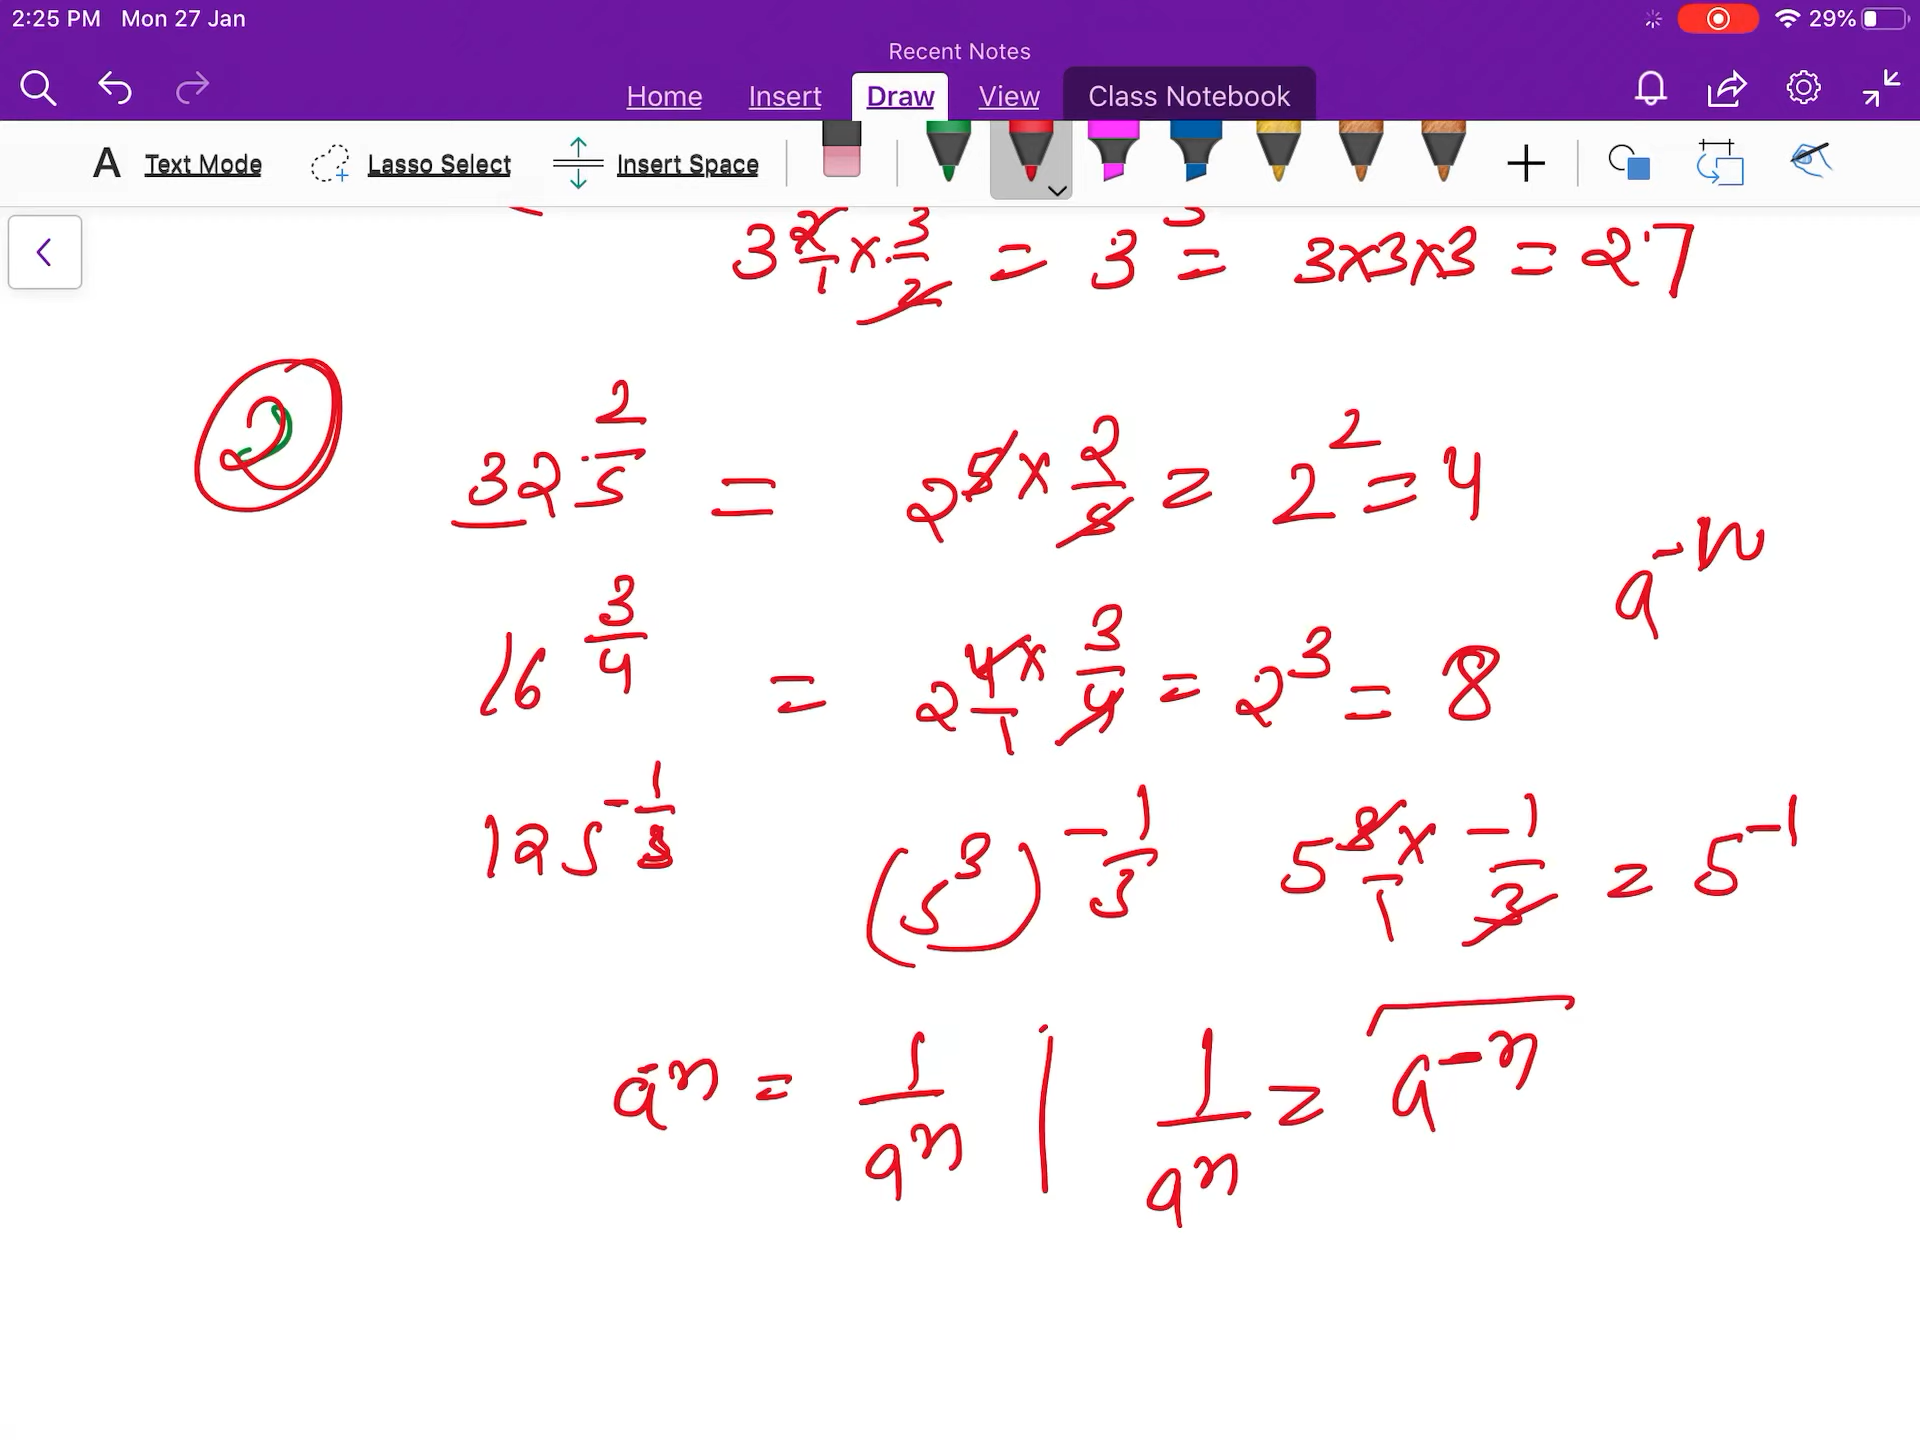 2:25 PM Mon 27 Jan 29%
Recent Notes
Home Insert Draw View Class Notebook
A Text Mode Lasso Select Insert Space
3^(2/1 × 3/2) = 3^3 = 3×3×3 = 27
2
32^(2/5) = 2^(5 × 2/5) = 2^2 = 4
a^-n
16^(3/4) = 2^(4/1 × 3/4) = 2^3 = 8
125^(-1/3) (5^3)^(-1/3) 5^(3/1 × -1/3) = 5^-1
a^-n = 1/a^n | 1/a^n = a^-n